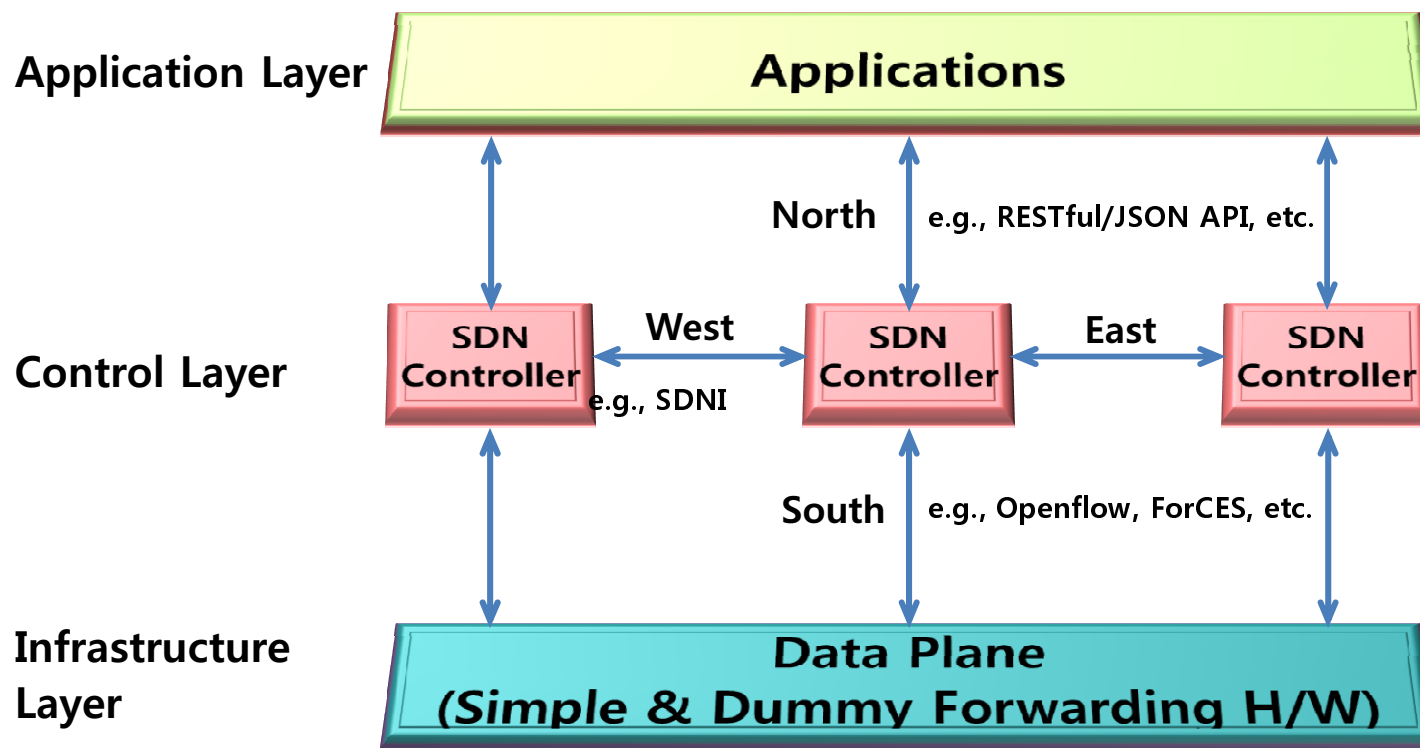 Application Layer
Applications
North
e.g., RESTful/JSON API, etc.
Control Layer
SDN
Controller
West
e.g., SDNI
SDN
Controller
East
SDN
Controller
South
e.g., Openflow, ForCES, etc.
Infrastructure
Layer
Data Plane
(Simple & Dummy Forwarding H/W)